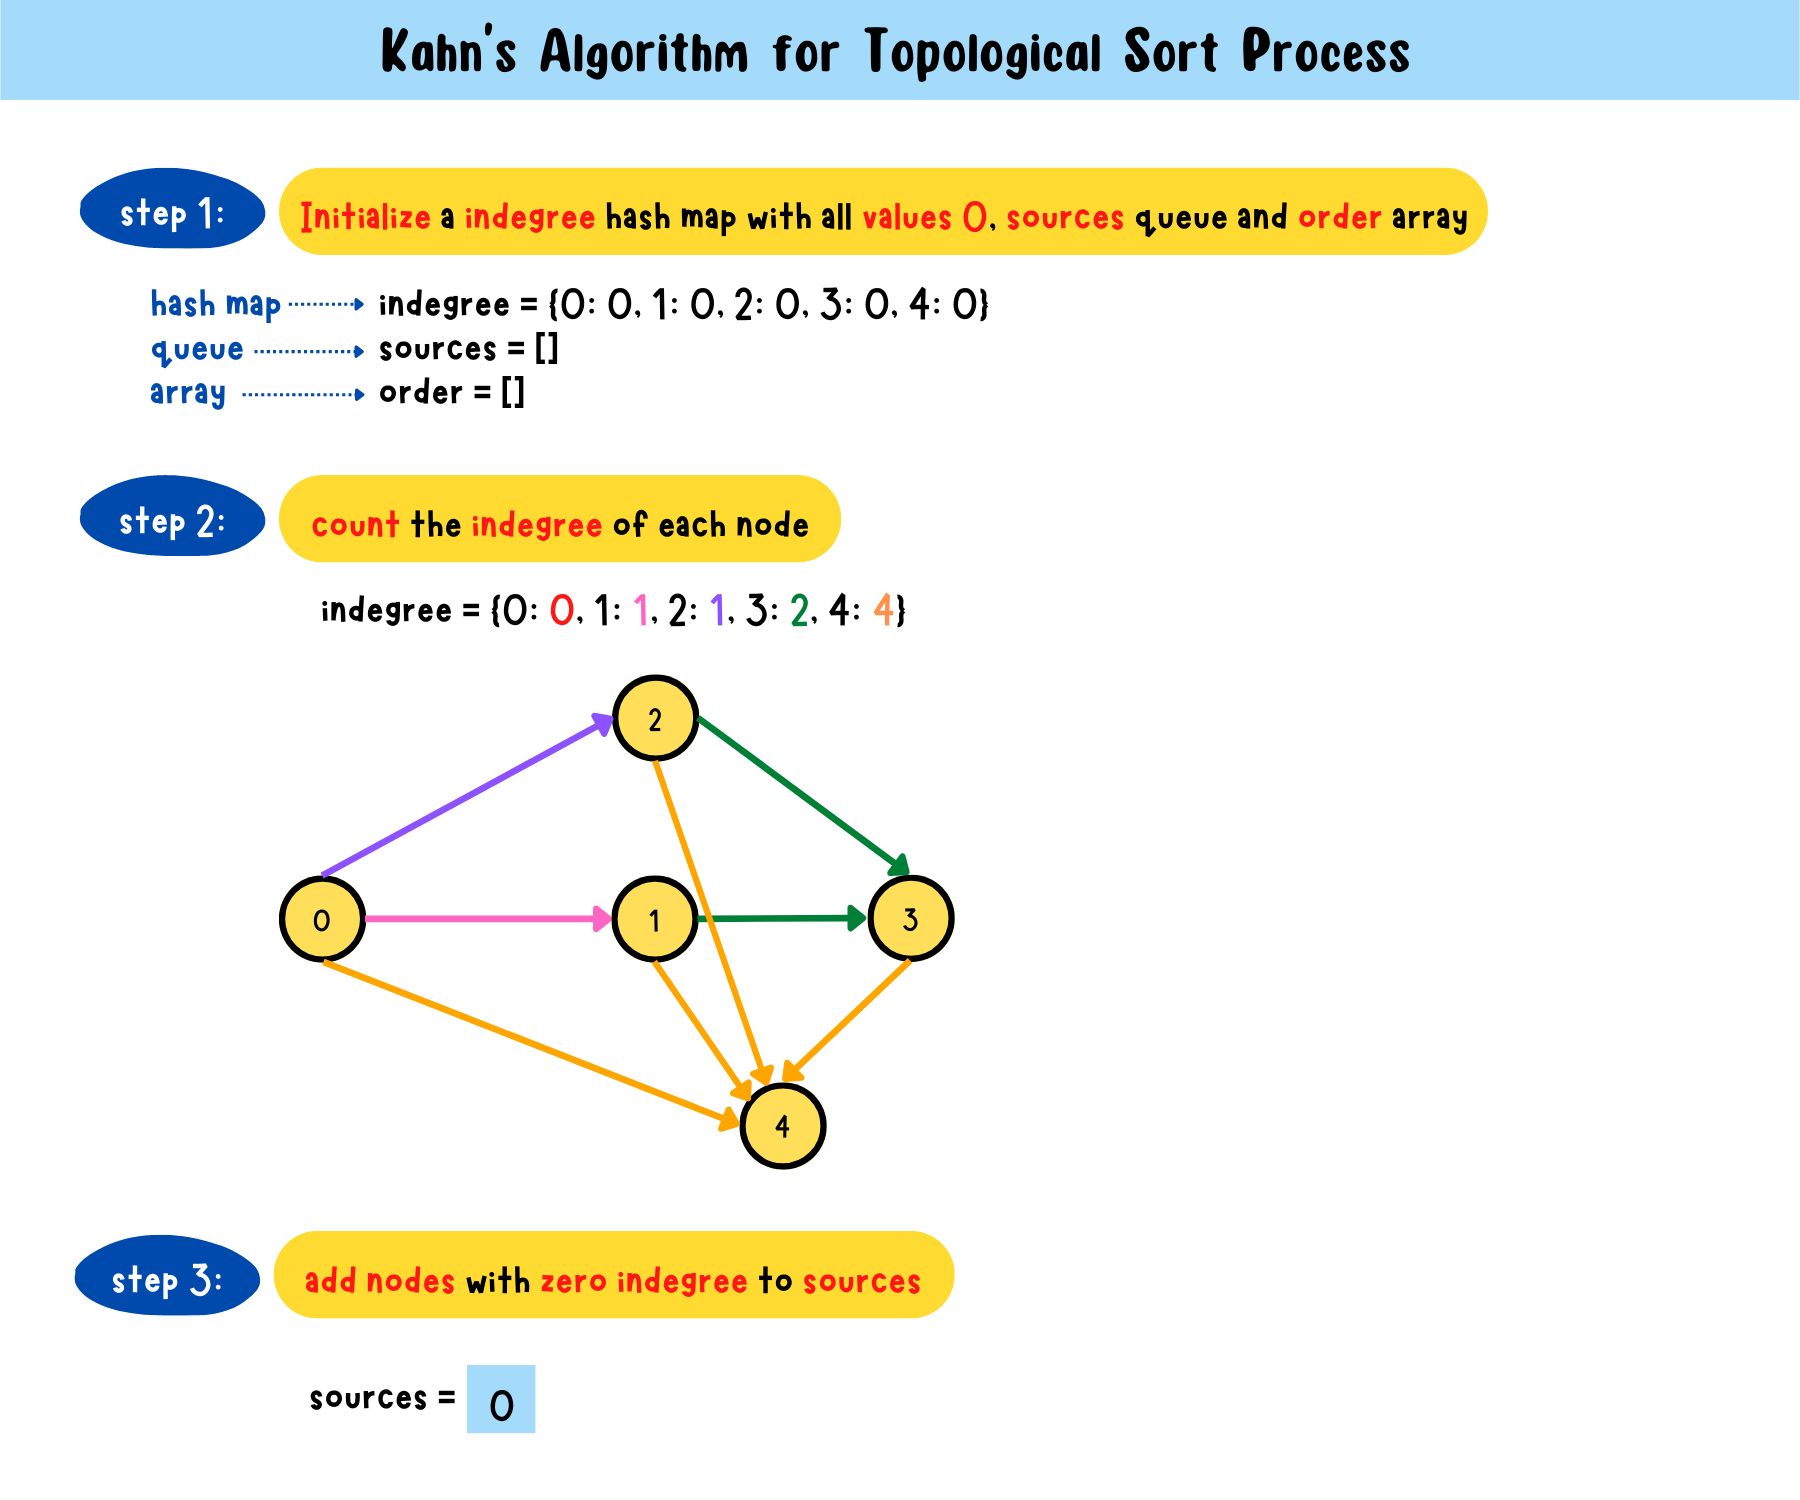 Kahn's Algorithm for Topological Sort Process
step 1:
Initialize a indegree hash map with all values 0, sources queue and order array
hash map indegree = {0: 0, 1: 0, 2: 0, 3: 0, 4: 0}
queue sources = []
array order = []
step 2:
count the indegree of each node
indegree = {0: 0, 1: 1, 2: 1, 3: 2, 4: 4}
2
0
1
3
4
step 3:
add nodes with zero indegree to sources
sources = 0